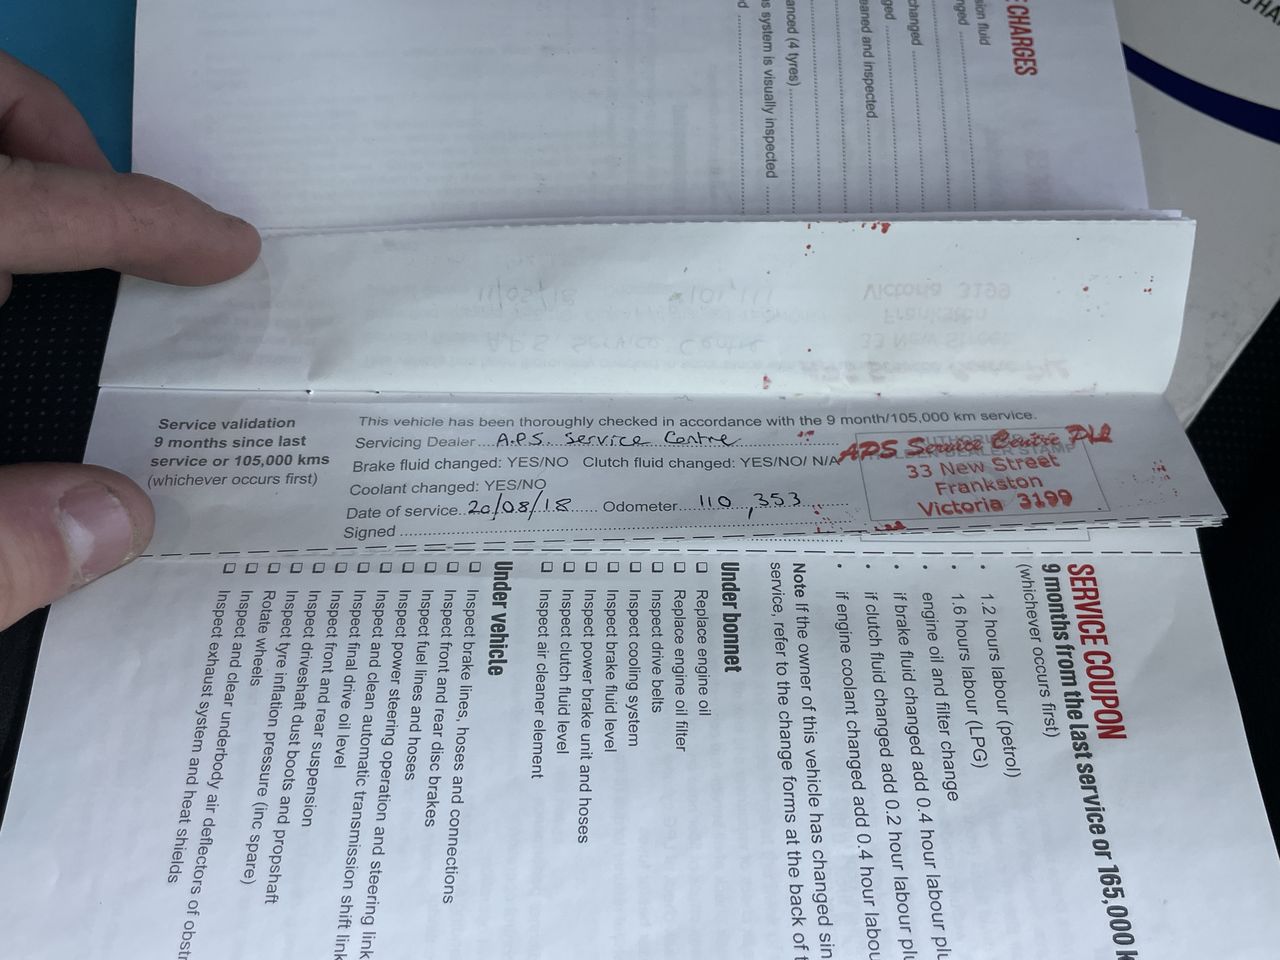 E CHARGES
sion fluid
nged
changed
ged
eaned and inspected
anced (4 tyres)
s system is visually inspected
d
Service validation
9 months since last
service or 105,000 kms
(whichever occurs first)
This vehicle has been thoroughly checked in accordance with the 9 month/105,000 km service.
Servicing Dealer A.P.S. Service Centre
Brake fluid changed: YES/NO Clutch fluid changed: YES/NO/ N/A
Coolant changed: YES/NO
Date of service 20/08/18 Odometer 110,353
Signed
APS Service Centre P/L
33 New Street
Frankston
Victoria 3199
SERVICE COUPON
9 months from the last service or 165,000 k
(whichever occurs first)
• 1.2 hours labour (petrol)
• 1.6 hours labour (LPG)
engine oil and filter change
• if brake fluid changed add 0.4 hour labour plu
• if clutch fluid changed add 0.2 hour labour plu
• if engine coolant changed add 0.4 hour labou
Note If the owner of this vehicle has changed sin
service, refer to the change forms at the back of t
Under bonnet
❑ Replace engine oil
❑ Replace engine oil filter
❑ Inspect drive belts
❑ Inspect cooling system
❑ Inspect brake fluid level
❑ Inspect power brake unit and hoses
❑ Inspect clutch fluid level
❑ Inspect air cleaner element
Under vehicle
❑ Inspect brake lines, hoses and connections
❑ Inspect front and rear disc brakes
❑ Inspect fuel lines and hoses
❑ Inspect power steering operation and steering link
❑ Inspect and clean automatic transmission shift link
❑ Inspect final drive oil level
❑ Inspect front and rear suspension
❑ Inspect driveshaft dust boots and propshaft
❑ Inspect tyre inflation pressure (inc spare)
❑ Rotate wheels
❑ Inspect and clear underbody air deflectors of obstr
❑ Inspect exhaust system and heat shields